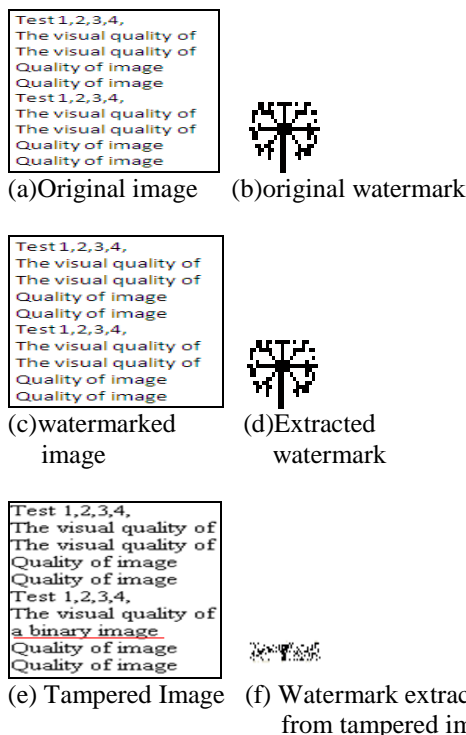 Test 1,2,3,4,
The visual quality of
The visual quality of
Quality of image
Quality of image
Test 1,2,3,4,
The visual quality of
The visual quality of
Quality of image
Quality of image
(a)Original image (b)original watermark
Test 1,2,3,4,
The visual quality of
The visual quality of
Quality of image
Quality of image
Test 1,2,3,4,
The visual quality of
The visual quality of
Quality of image
Quality of image
(c)watermarked (d)Extracted
image watermark
Test 1,2,3,4,
The visual quality of
The visual quality of
Quality of image
Quality of image
Test 1,2,3,4,
The visual quality of
a binary image
Quality of image
Quality of image
(e) Tampered Image (f) Watermark
from tampered